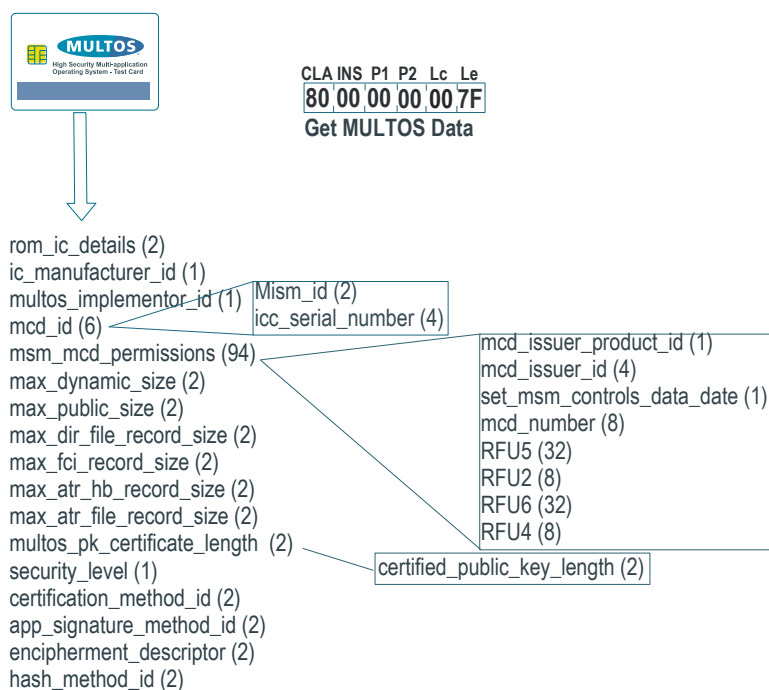 MULTOS
High Security Multi-application
Operating System - Test Card
CLA INS P1 P2 Lc Le
80 00 00 00 00 7F
Get MULTOS Data
rom_ic_details (2)
ic_manufacturer_id (1)
multos_implementor_id (1)
mcd_id (6)
msm_mcd_permissions (94)
max_dynamic_size (2)
max_public_size (2)
max_dir_file_record_size (2)
max_fci_record_size (2)
max_atr_hb_record_size (2)
max_atr_file_record_size (2)
multos_pk_certificate_length (2)
security_level (1)
certification_method_id (2)
app_signature_method_id (2)
encipherment_descriptor (2)
hash_method_id (2)
Mism_id (2)
icc_serial_number (4)
mcd_issuer_product_id (1)
mcd_issuer_id (4)
set_msm_controls_data_date (1)
mcd_number (8)
RFU5 (32)
RFU2 (8)
RFU6 (32)
RFU4 (8)
certified_public_key_length (2)